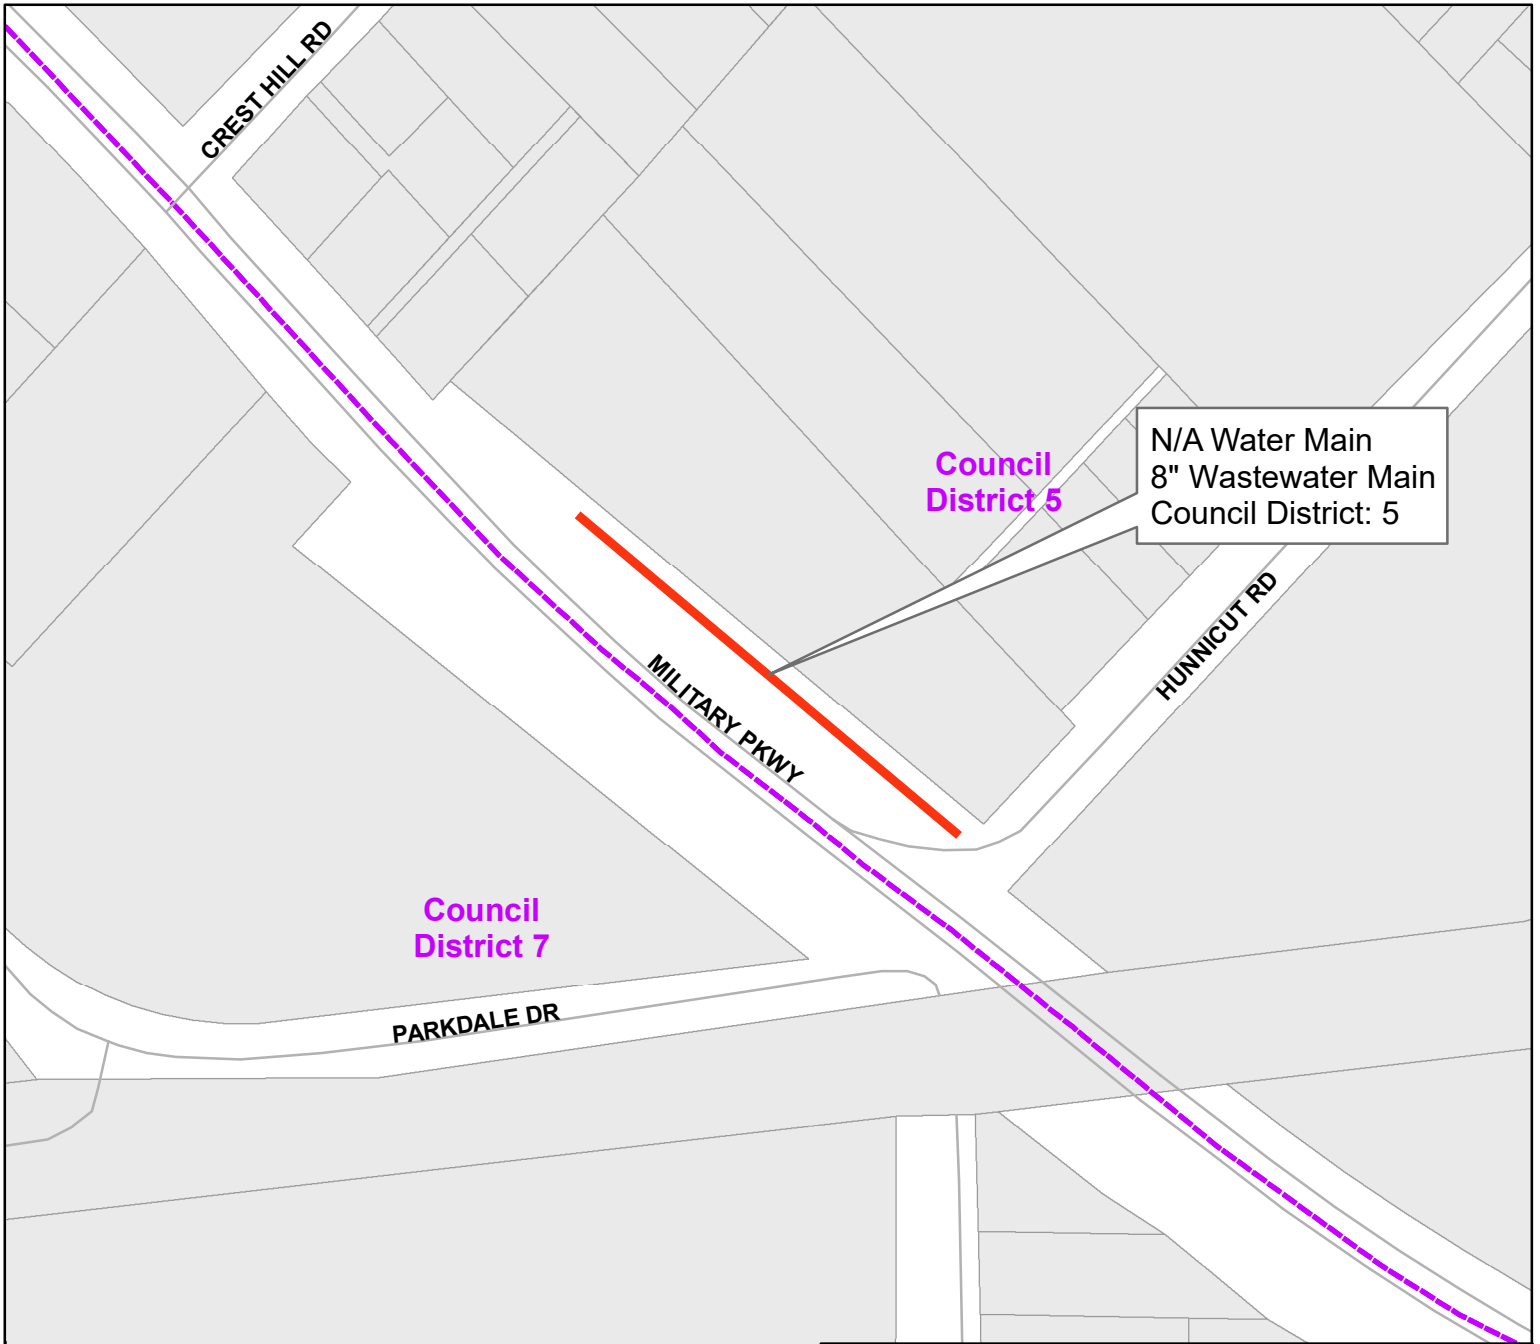 CREST HILL RD
N/A Water Main
8" Wastewater Main
Council District: 5
Council
District 5
HUNNICUT RD
MILITARY PKWY
Council
District 7
PARKDALE DR